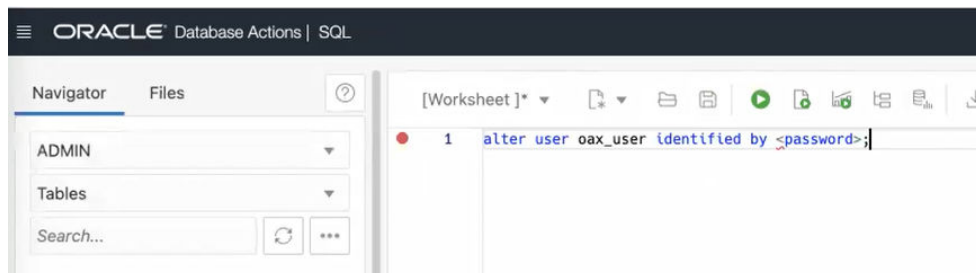 ORACLE Database Actions | SQL
Navigator Files
[Worksheet ]*
1 alter user oax_user identified by <password>;
ADMIN
Tables
Search...